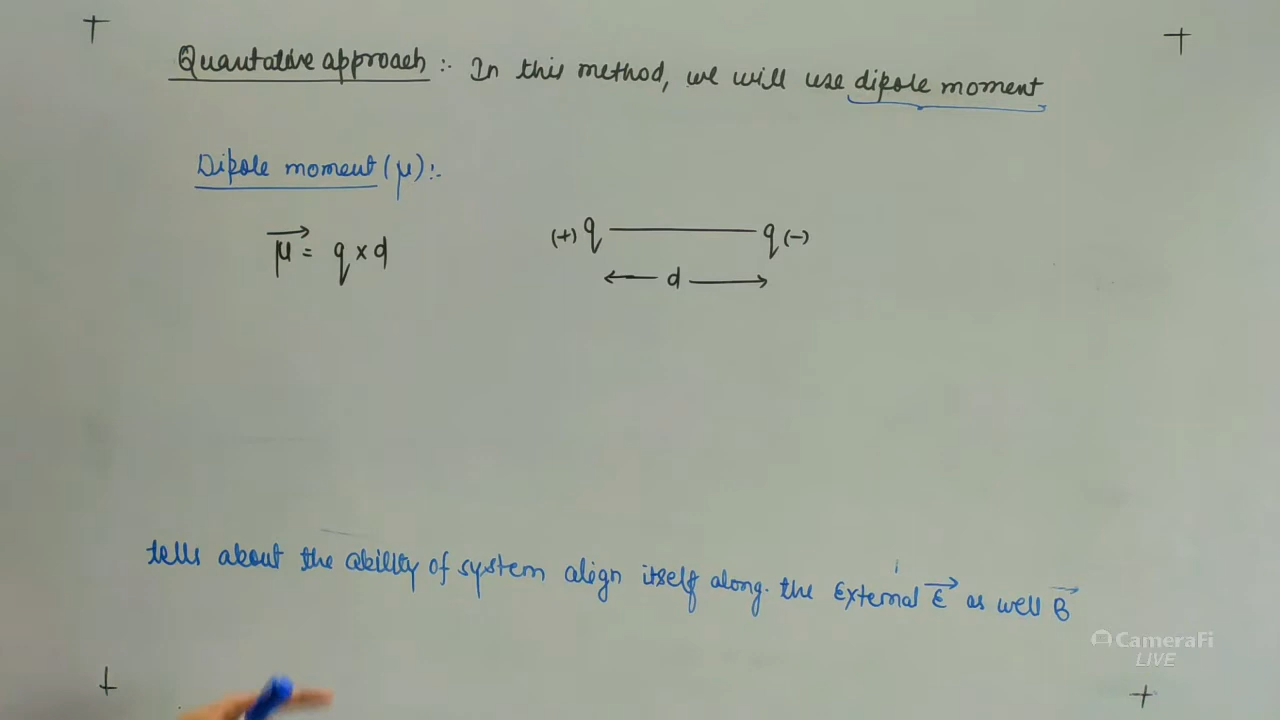 Quantative approach :- In this method, we will use dipole moment
Dipole moment (μ):-
μ = q x d
(+) q q (-)
d
tells about the ability of system align itself along. the External E as well B
CameraFi
LIVE